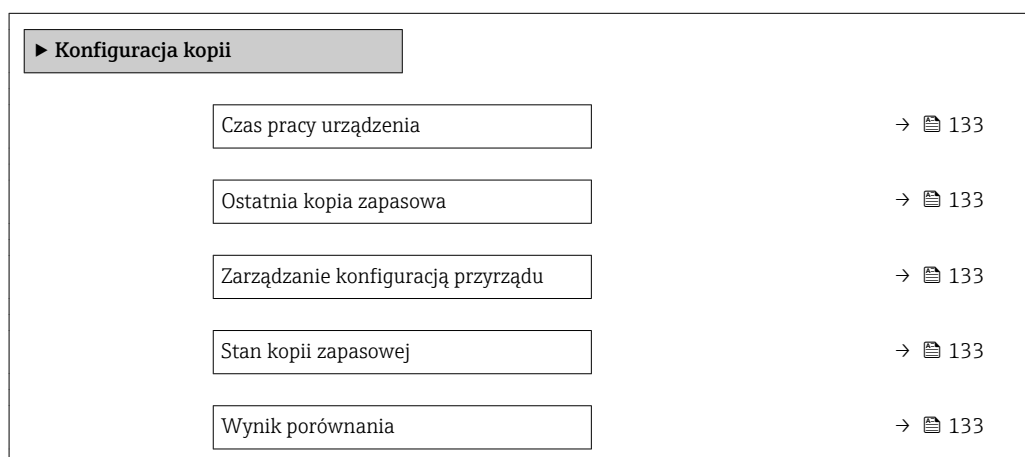 ► Konfiguracja kopii
Czas pracy urządzenia → 133
Ostatnia kopia zapasowa → 133
Zarządzanie konfiguracją przyrządu → 133
Stan kopii zapasowej → 133
Wynik porównania → 133